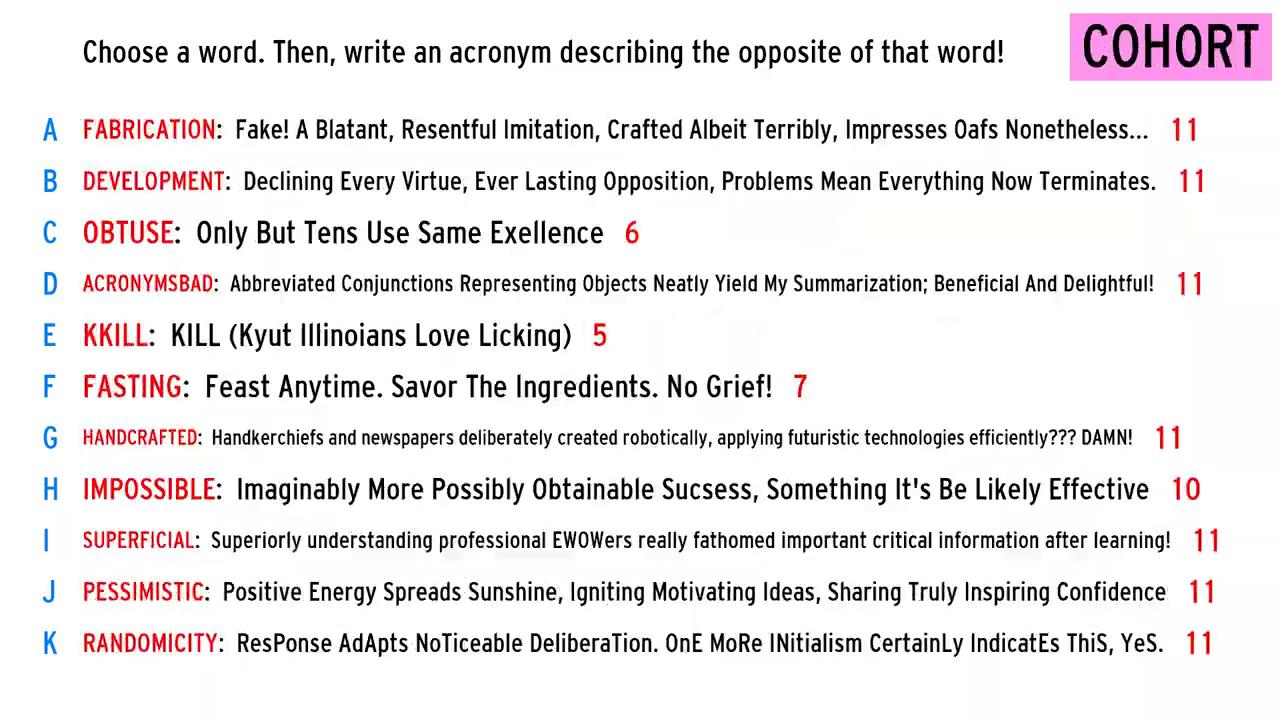 Choose a word. Then, write an acronym describing the opposite of that word!
COHORT
A FABRICATION: Fake! A Blatant, Resentful Imitation, Crafted Albeit Terribly, Impresses Oafs Nonetheless... 11
B DEVELOPMENT: Declining Every Virtue, Ever Lasting Opposition, Problems Mean Everything Now Terminates. 11
C OBTUSE: Only But Tens Use Same Exellence 6
D ACRONYMSBAD: Abbreviated Conjunctions Representing Objects Neatly Yield My Summarization; Beneficial And Delightful! 11
E KKILL: KILL (Kyut Illinoians Love Licking) 5
F FASTING: Feast Anytime. Savor The Ingredients. No Grief! 7
G HANDCRAFTED: Handkerchiefs and newspapers deliberately created robotically, applying futuristic technologies efficiently??? DAMN! 11
H IMPOSSIBLE: Imaginably More Possibly Obtainable Sucsess, Something It's Be Likely Effective 10
I SUPERFICIAL: Superiorly understanding professional EWOWers really fathomed important critical information after learning! 11
J PESSIMISTIC: Positive Energy Spreads Sunshine, Igniting Motivating Ideas, Sharing Truly Inspiring Confidence 11
K RANDOMICITY: ResPonse AdApts NoTiceable DeliberaTion. OnE MoRe INitialism CertainLy IndicatEs ThiS, YeS. 11